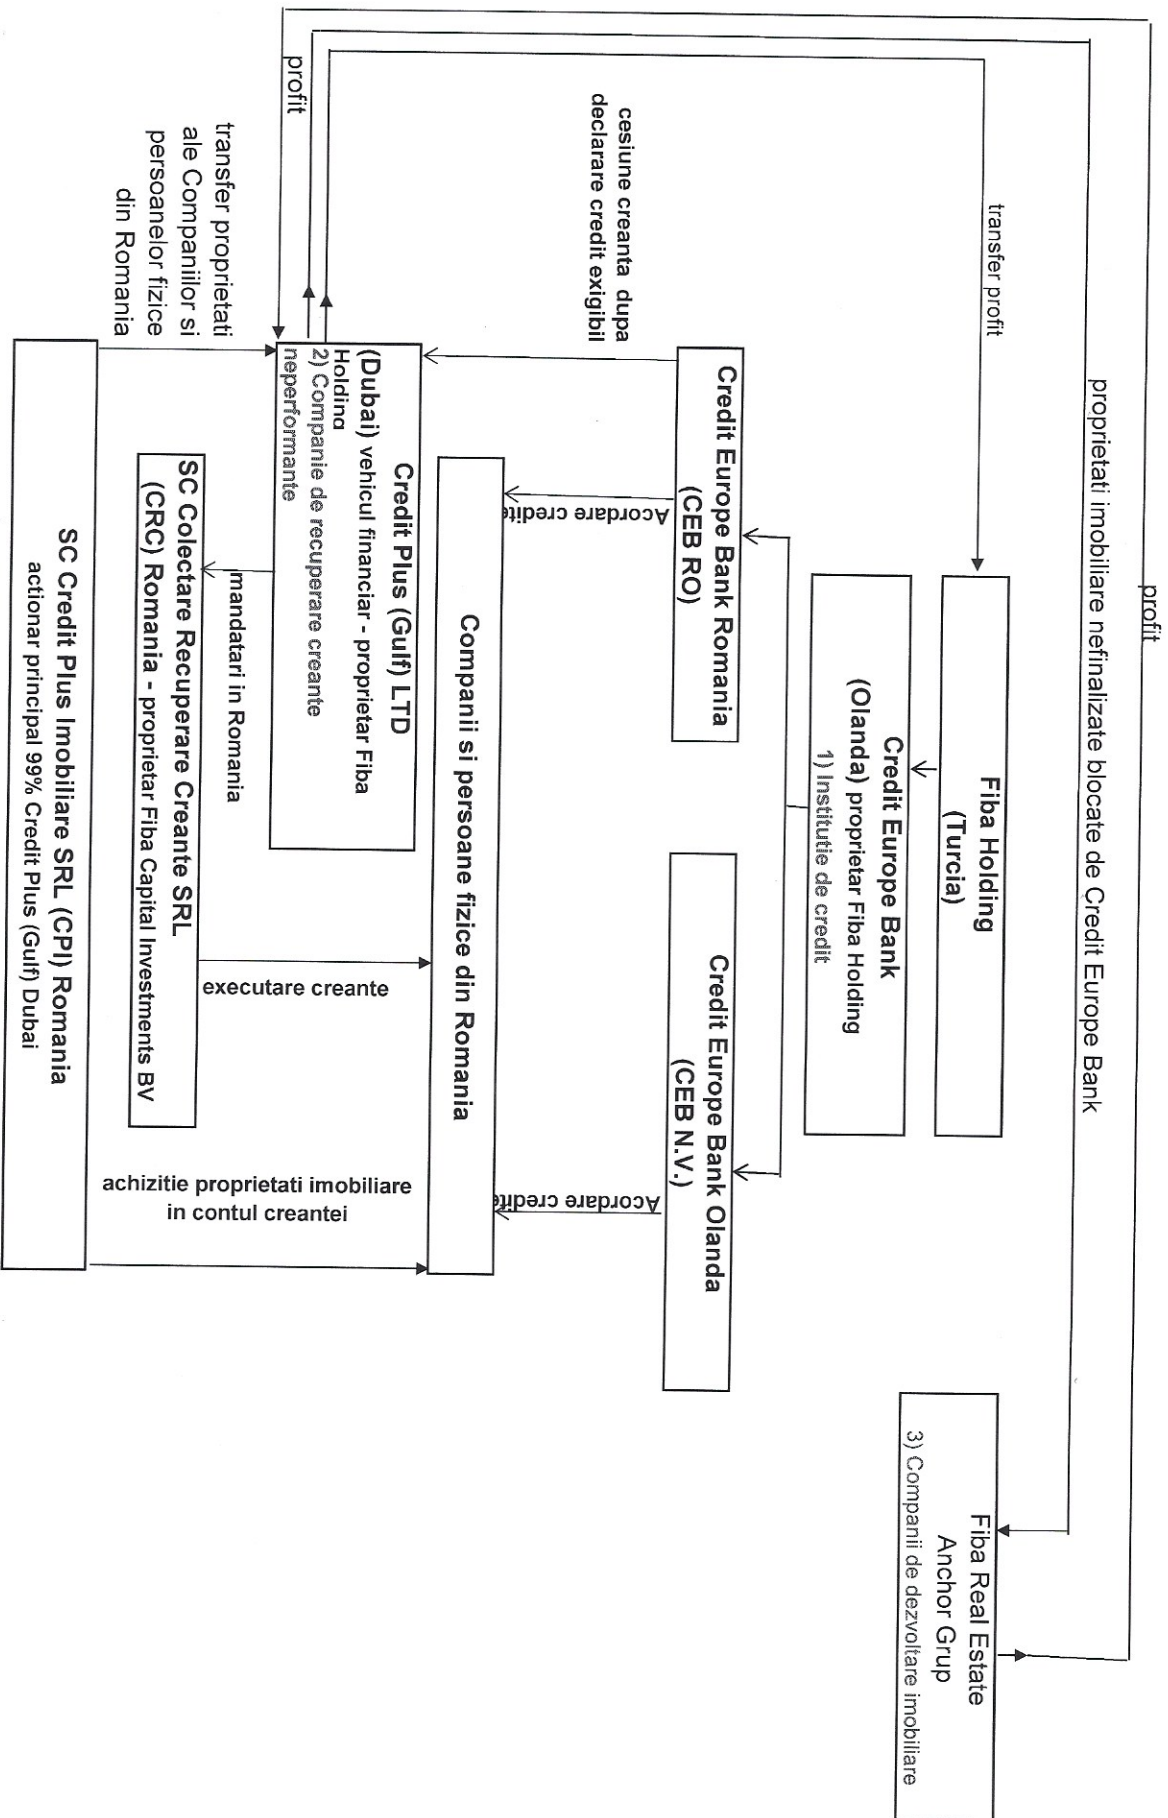 profit
proprietati imobiliare nefinalizate blocate de Credit Europe Bank
transfer profit
Fiba Holding
(Turcia)
Fiba Real Estate
Anchor Grup
3) Companii de dezvoltare imobiliare
Credit Europe Bank
(Olanda) proprietar Fiba Holding
1) Institutie de credit
Credit Europe Bank Romania
(CEB RO)
Credit Europe Bank Olanda
(CEB N.V.)
cesiune creanta dupa
declarare credit exigibil
Acordare credite
Acordare credite
Companii si persoane fizice din Romania
profit
Credit Plus (Gulf) LTD
(Dubai) vehicul financiar - proprietar Fiba
Holding
2) Companie de recuperare creante
neperformante
transfer proprietati
ale Companiilor si
persoanelor fizice
din Romania
mandatari in Romania
executare creante
SC Colectare Recuperare Creante SRL
(CRC) Romania - proprietar Fiba Capital Investments BV
achizitie proprietati imobiliare
in contul creantei
SC Credit Plus Imobiliare SRL (CPI) Romania
actionar principal 99% Credit Plus (Gulf) Dubai